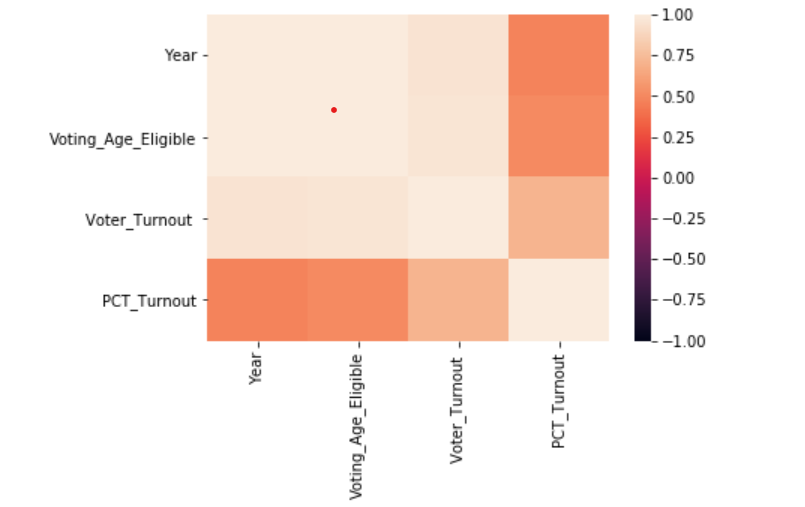 Year
Voting_Age_Eligible
Voter_Turnout
PCT_Turnout
Year
Voting_Age_Eligible
Voter_Turnout
PCT_Turnout
1.00
0.75
0.50
0.25
0.00
−0.25
−0.50
−0.75
−1.00